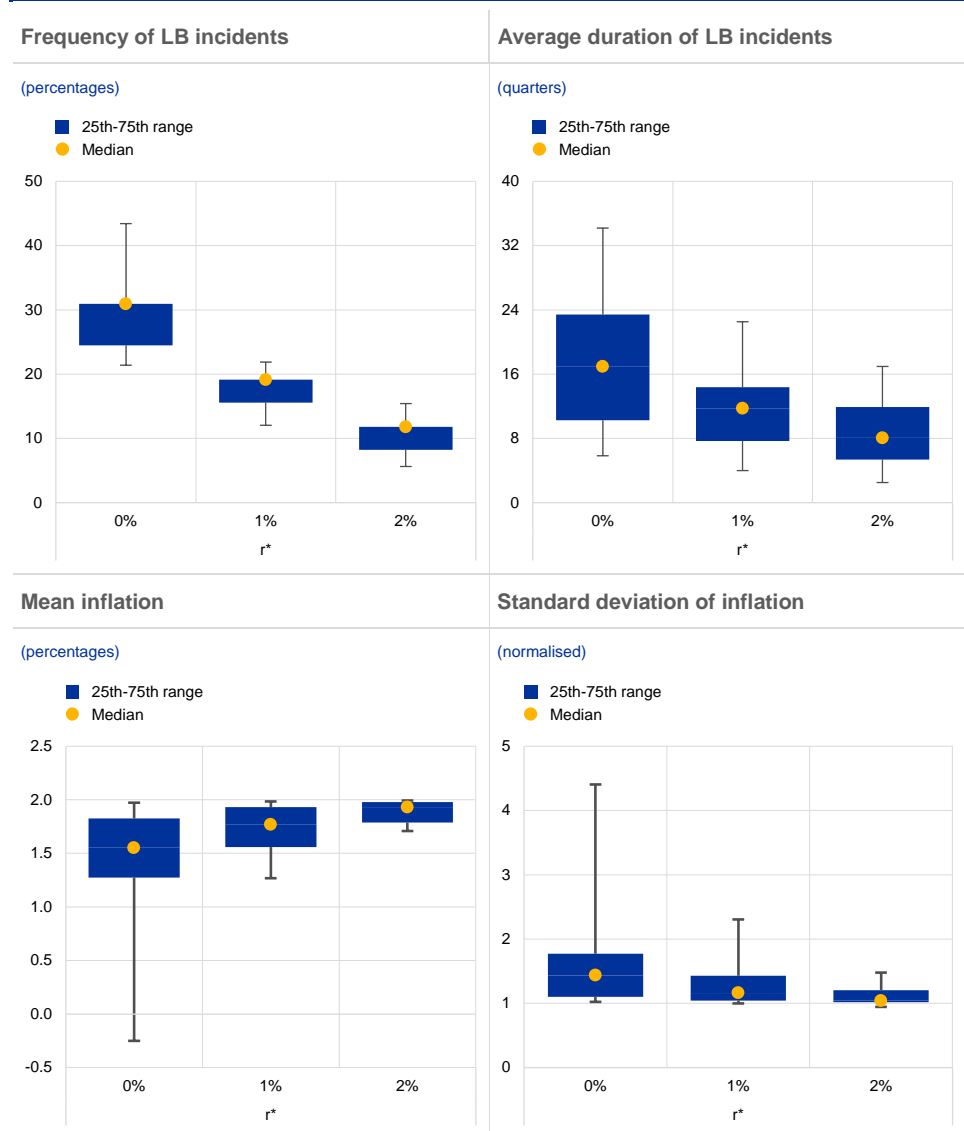 Frequency of LB incidents
(percentages)
25th-75th range
Median
50
40
30
20
10
0
0% 1% 2%
r*
Average duration of LB incidents
(quarters)
25th-75th range
Median
40
32
24
16
8
0
0% 1% 2%
r*
Mean inflation
(percentages)
25th-75th range
Median
2.5
2.0
1.5
1.0
0.5
0.0
-0.5
0% 1% 2%
r*
Standard deviation of inflation
(normalised)
25th-75th range
Median
5
4
3
2
1
0
0% 1% 2%
r*